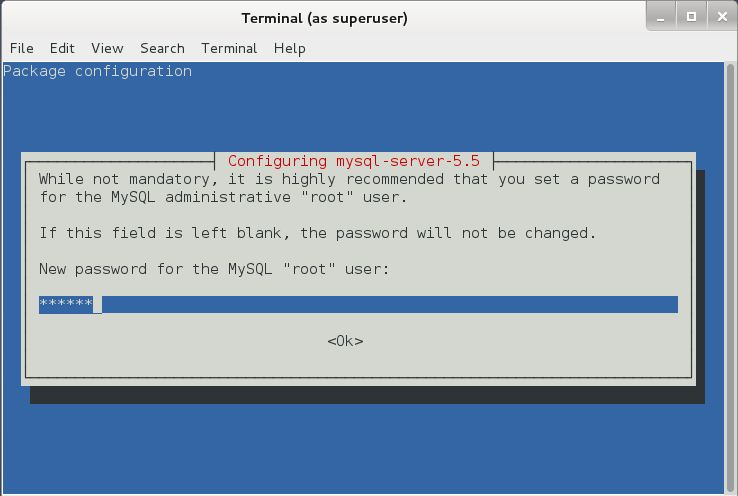 Terminal (as superuser)
File Edit View Search Terminal Help
Package configuration
Configuring mysql-server-5.5
While not mandatory, it is highly recommended that you set a password
for the MySQL administrative "root" user.
If this field is left blank, the password will not be changed.
New password for the MySQL "root" user:
******_
<Ok>